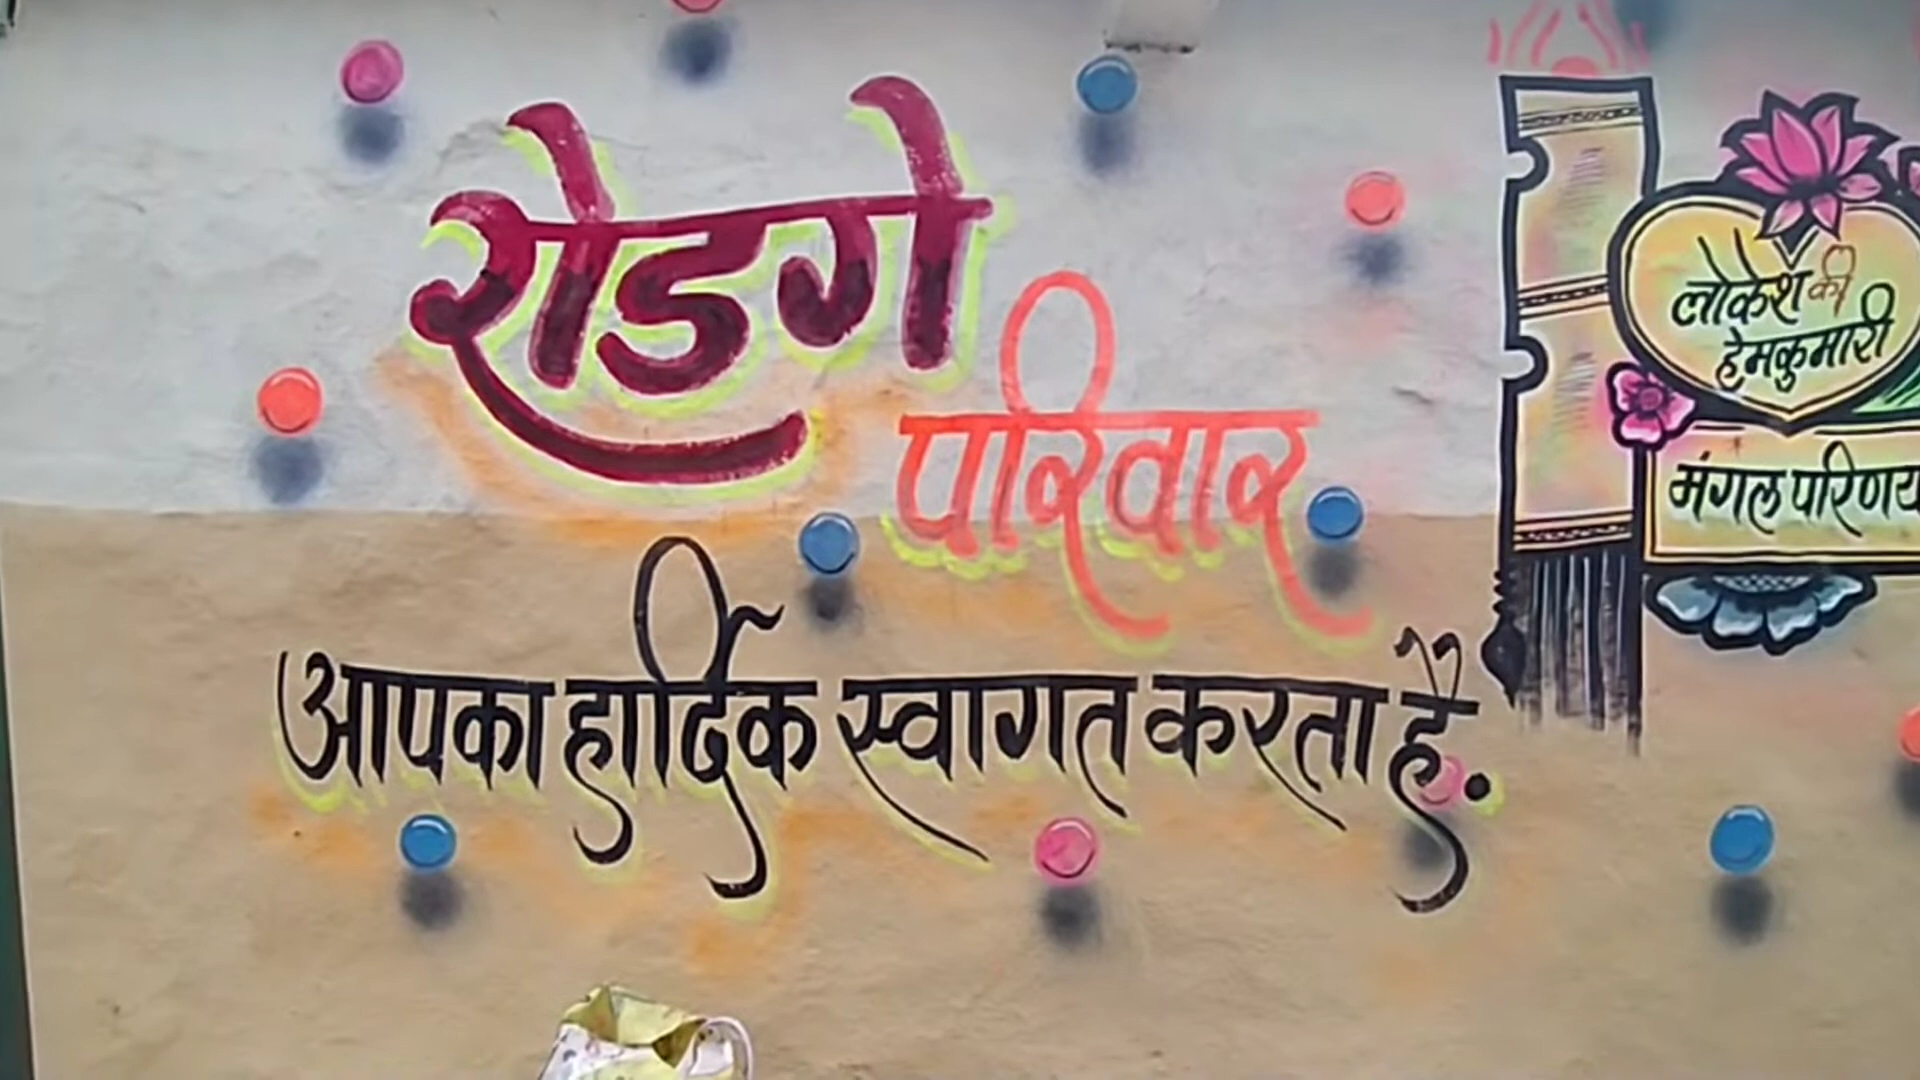 रोडगे
परिवार
आपका हार्दिक स्वागत करता है.
लोकेश की
हेमकुमारी
मंगल परिणय